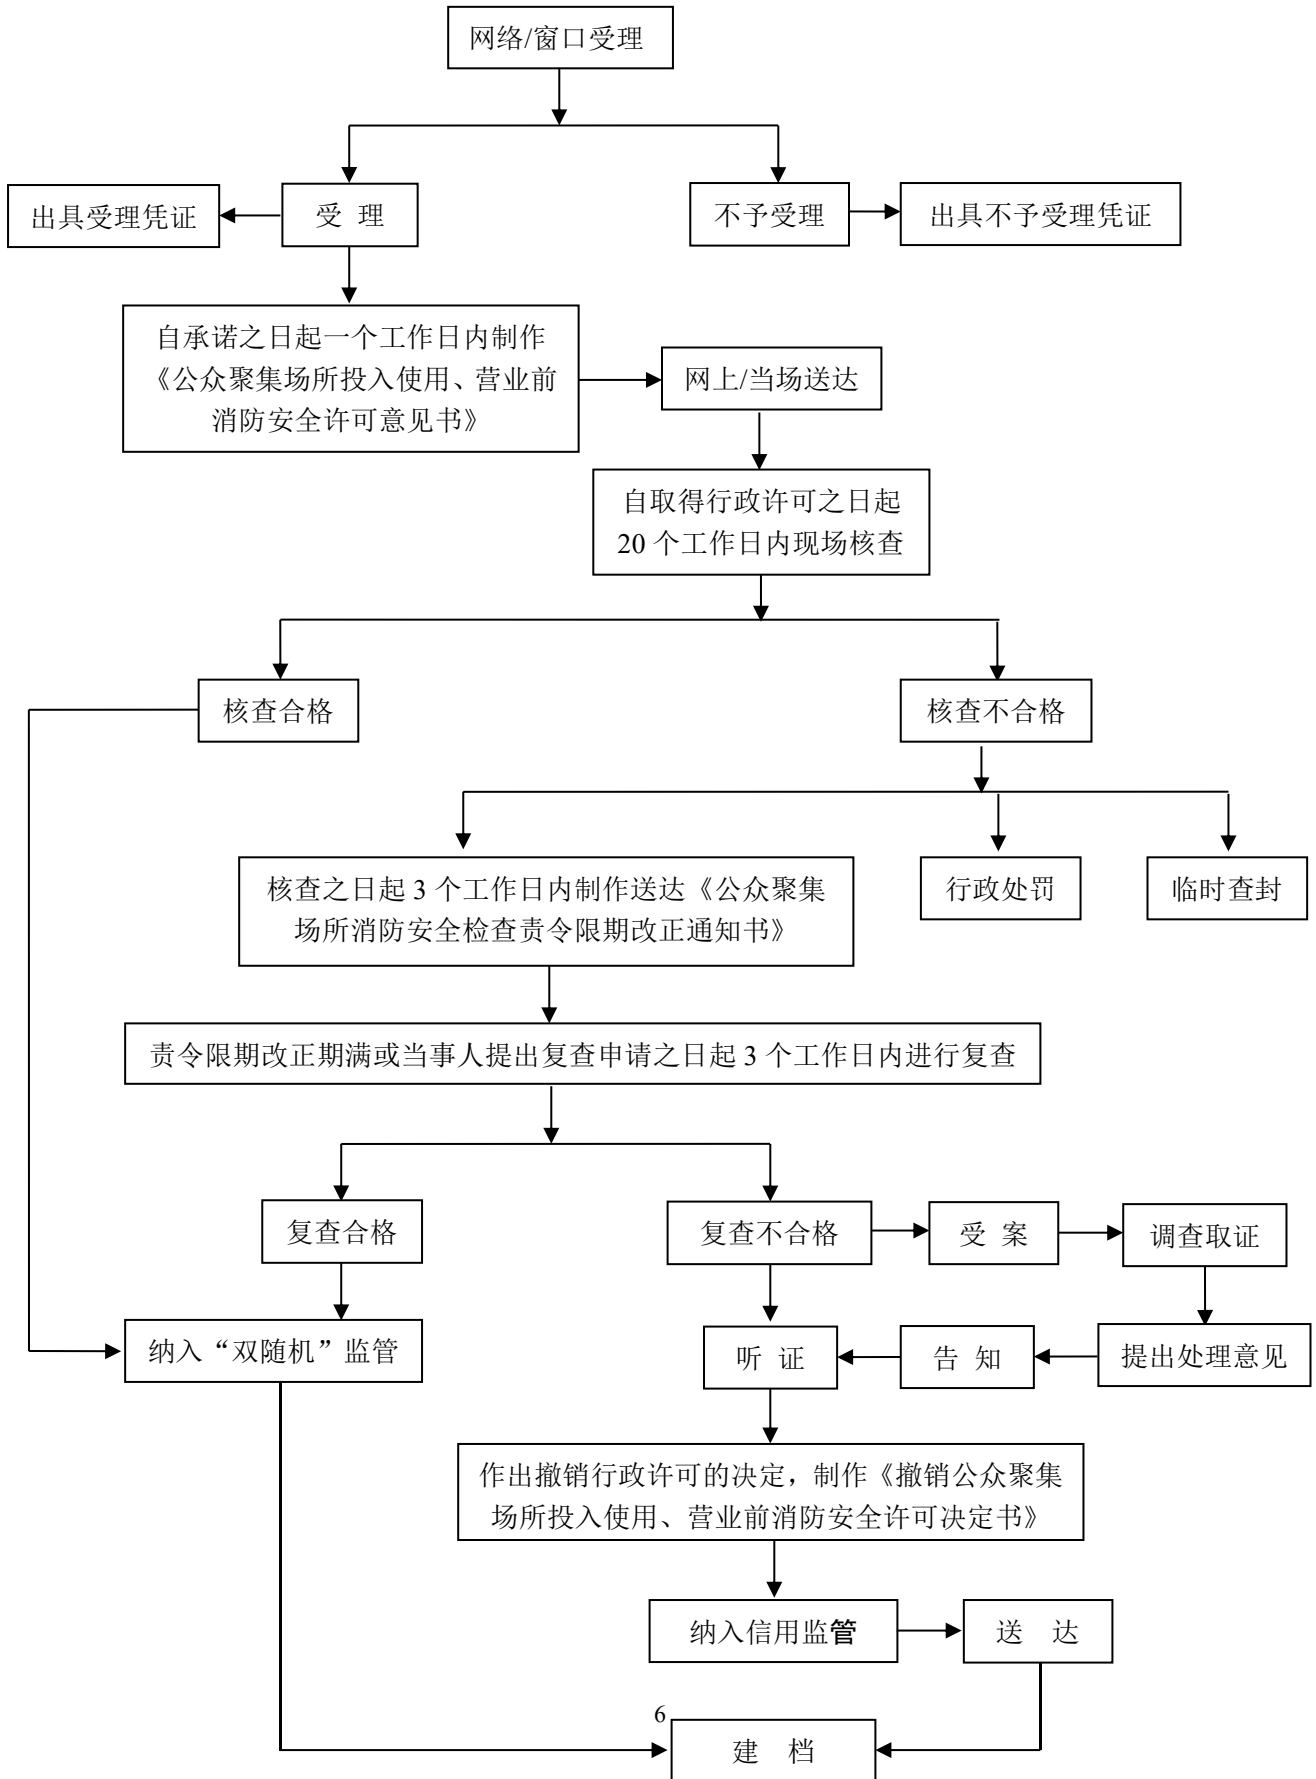 网络/窗口受理
出具受理凭证
受 理
不予受理
出具不予受理凭证
自承诺之日起一个工作日内制作
《公众聚集场所投入使用、营业前
消防安全许可意见书》
网上/当场送达
自取得行政许可之日起
20 个工作日内现场核查
核查合格
核查不合格
核查之日起 3 个工作日内制作送达《公众聚集
场所消防安全检查责令限期改正通知书》
行政处罚
临时查封
责令限期改正期满或当事人提出复查申请之日起 3 个工作日内进行复查
复查合格
复查不合格
受 案
调查取证
纳入“双随机”监管
听 证
告 知
提出处理意见
作出撤销行政许可的决定，制作《撤销公众聚集
场所投入使用、营业前消防安全许可决定书》
纳入信用监管
送 达
6
建 档